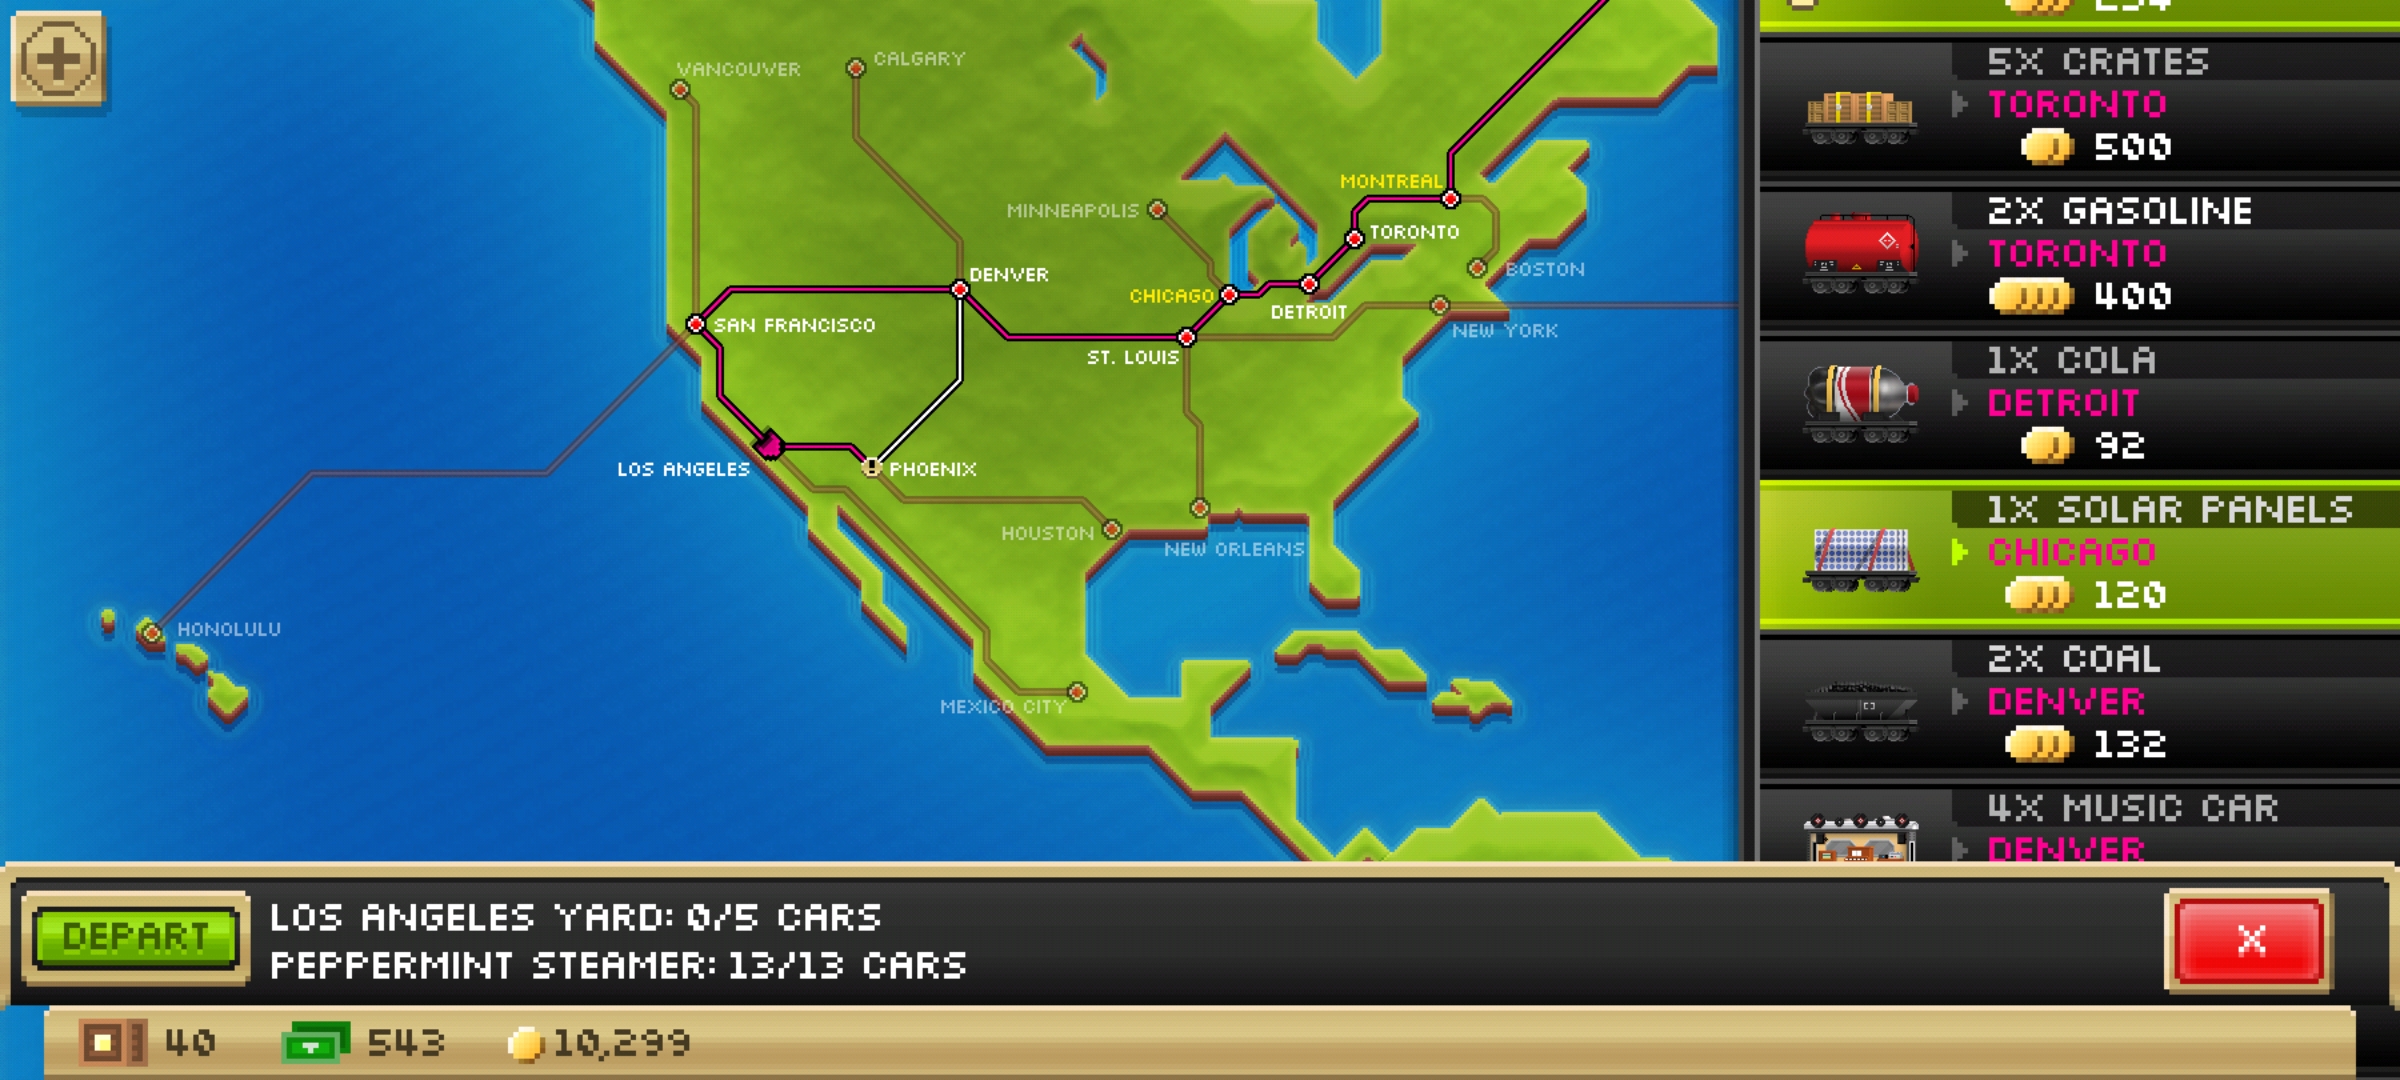 VANCOUVER
CALGARY
MINNEAPOLIS
MONTREAL
TORONTO
BOSTON
DENVER
CHICAGO
DETROIT
NEW YORK
SAN FRANCISCO
ST. LOUIS
LOS ANGELES
PHOENIX
HOUSTON
NEW ORLEANS
HONOLULU
MEXICO CITY
5X CRATES
TORONTO
500
2X GASOLINE
TORONTO
400
1X COLA
DETROIT
92
1X SOLAR PANELS
CHICAGO
120
2X COAL
DENVER
132
4X MUSIC CAR
DENVER
DEPART
LOS ANGELES YARD: 0/5 CARS
PEPPERMINT STEAMER: 13/13 CARS
X
40
543
10,299